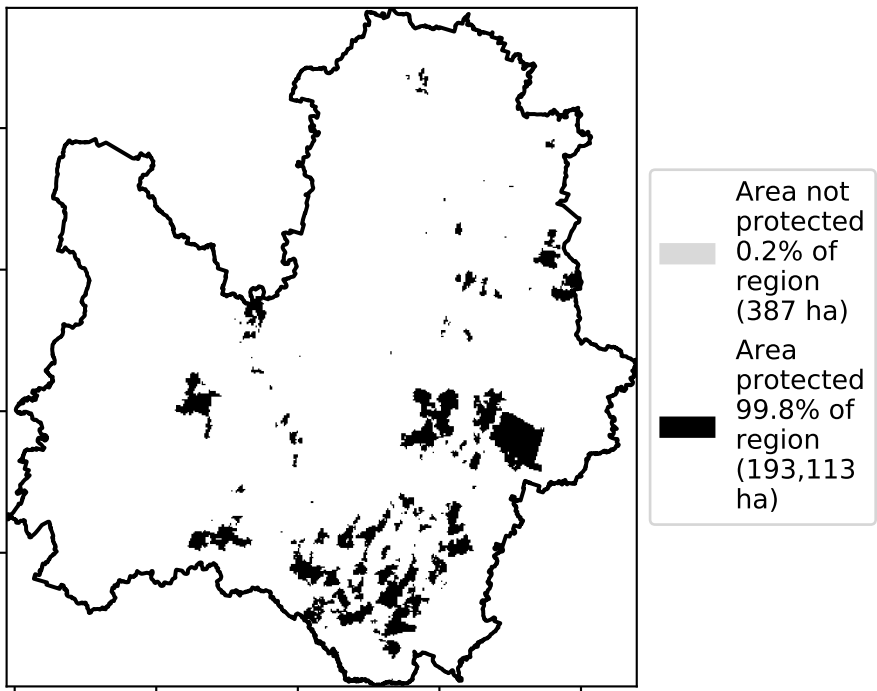 Area not
protected
0.2% of
region
(387 ha)
Area
protected
99.8% of
region
(193,113
ha)